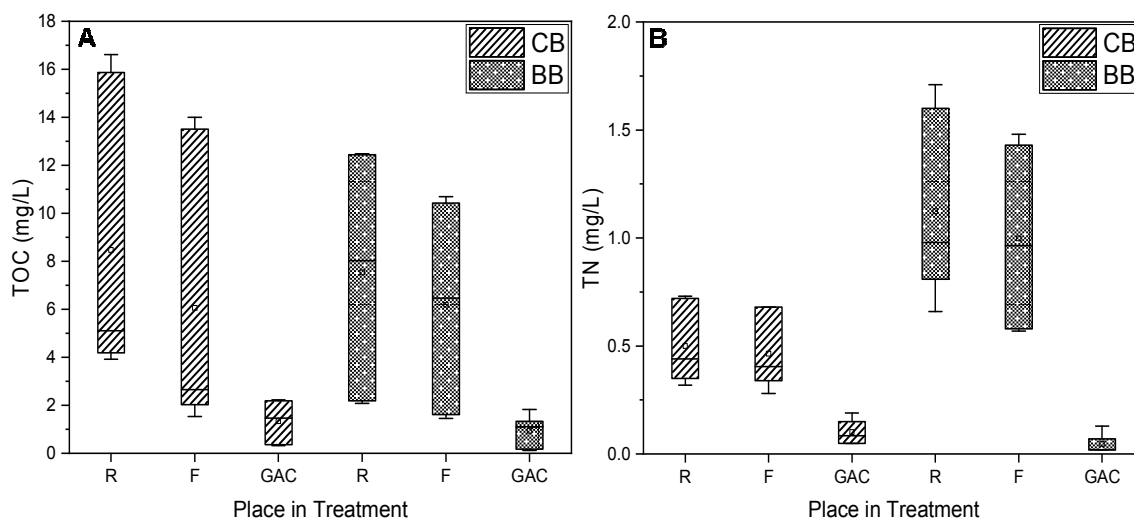 A
CB
BB
18
16
14
12
10
8
6
4
2
0
TOC (mg/L)
R F GAC R F GAC
Place in Treatment
B
CB
BB
2.0
1.5
1.0
0.5
0.0
TN (mg/L)
R F GAC R F GAC
Place in Treatment